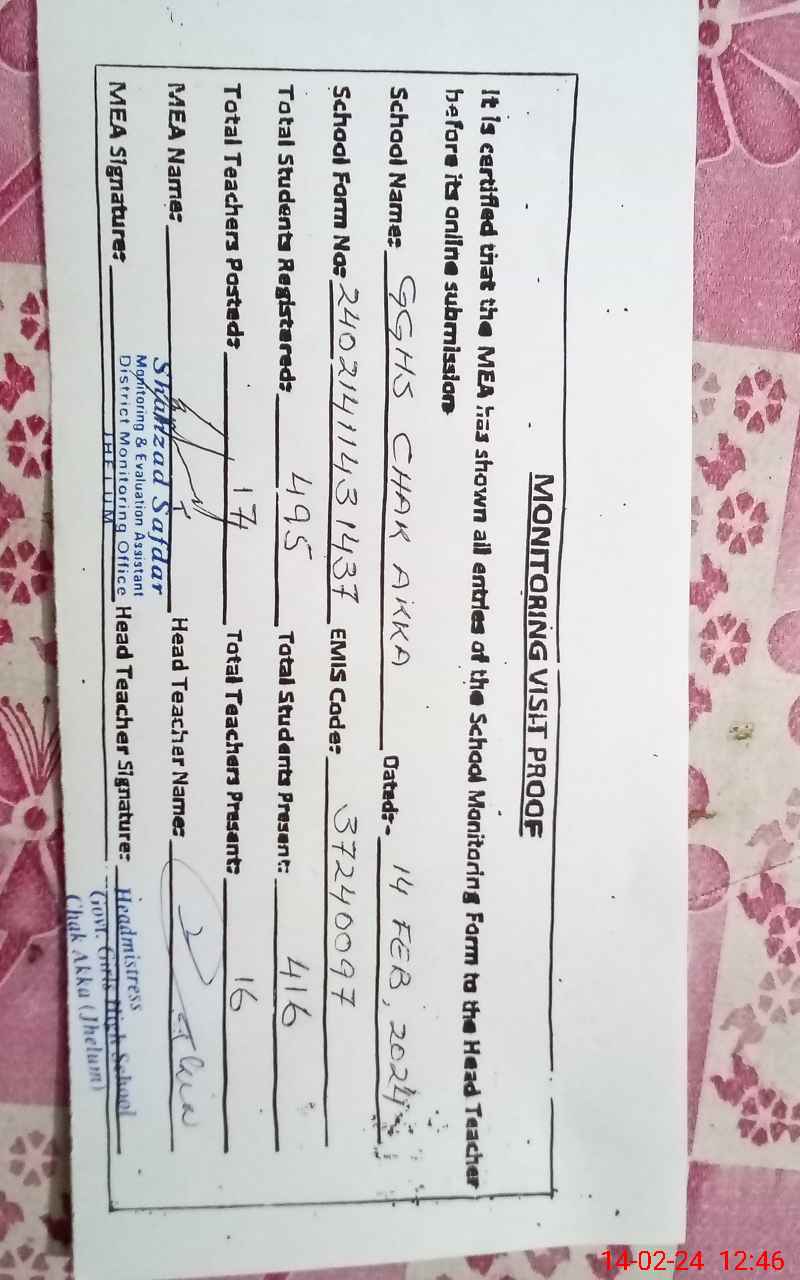 MONITORING VISIT PROOF
It is certified that the MEA has shown all entries of the School Monitoring Form to the Head Teacher
before its online submission.
School Name: GGHS CHAK AKKA Dated:- 14 FEB, 2024
School Form No: 24021411431437 EMIS Code: 37240097
Total Students Registered: 495 Total Students Present: 416
Total Teachers Posted: 17 Total Teachers Present: 16
MEA Name: Head Teacher Name:
MEA Signature: Head Teacher Signature:
Shahzad Safdar
Monitoring & Evaluation Assistant
District Monitoring Office
JHELUM
Headmistress
Govt. Girls High School
Chak Akka (Jhelum)
14-02-24 12:46